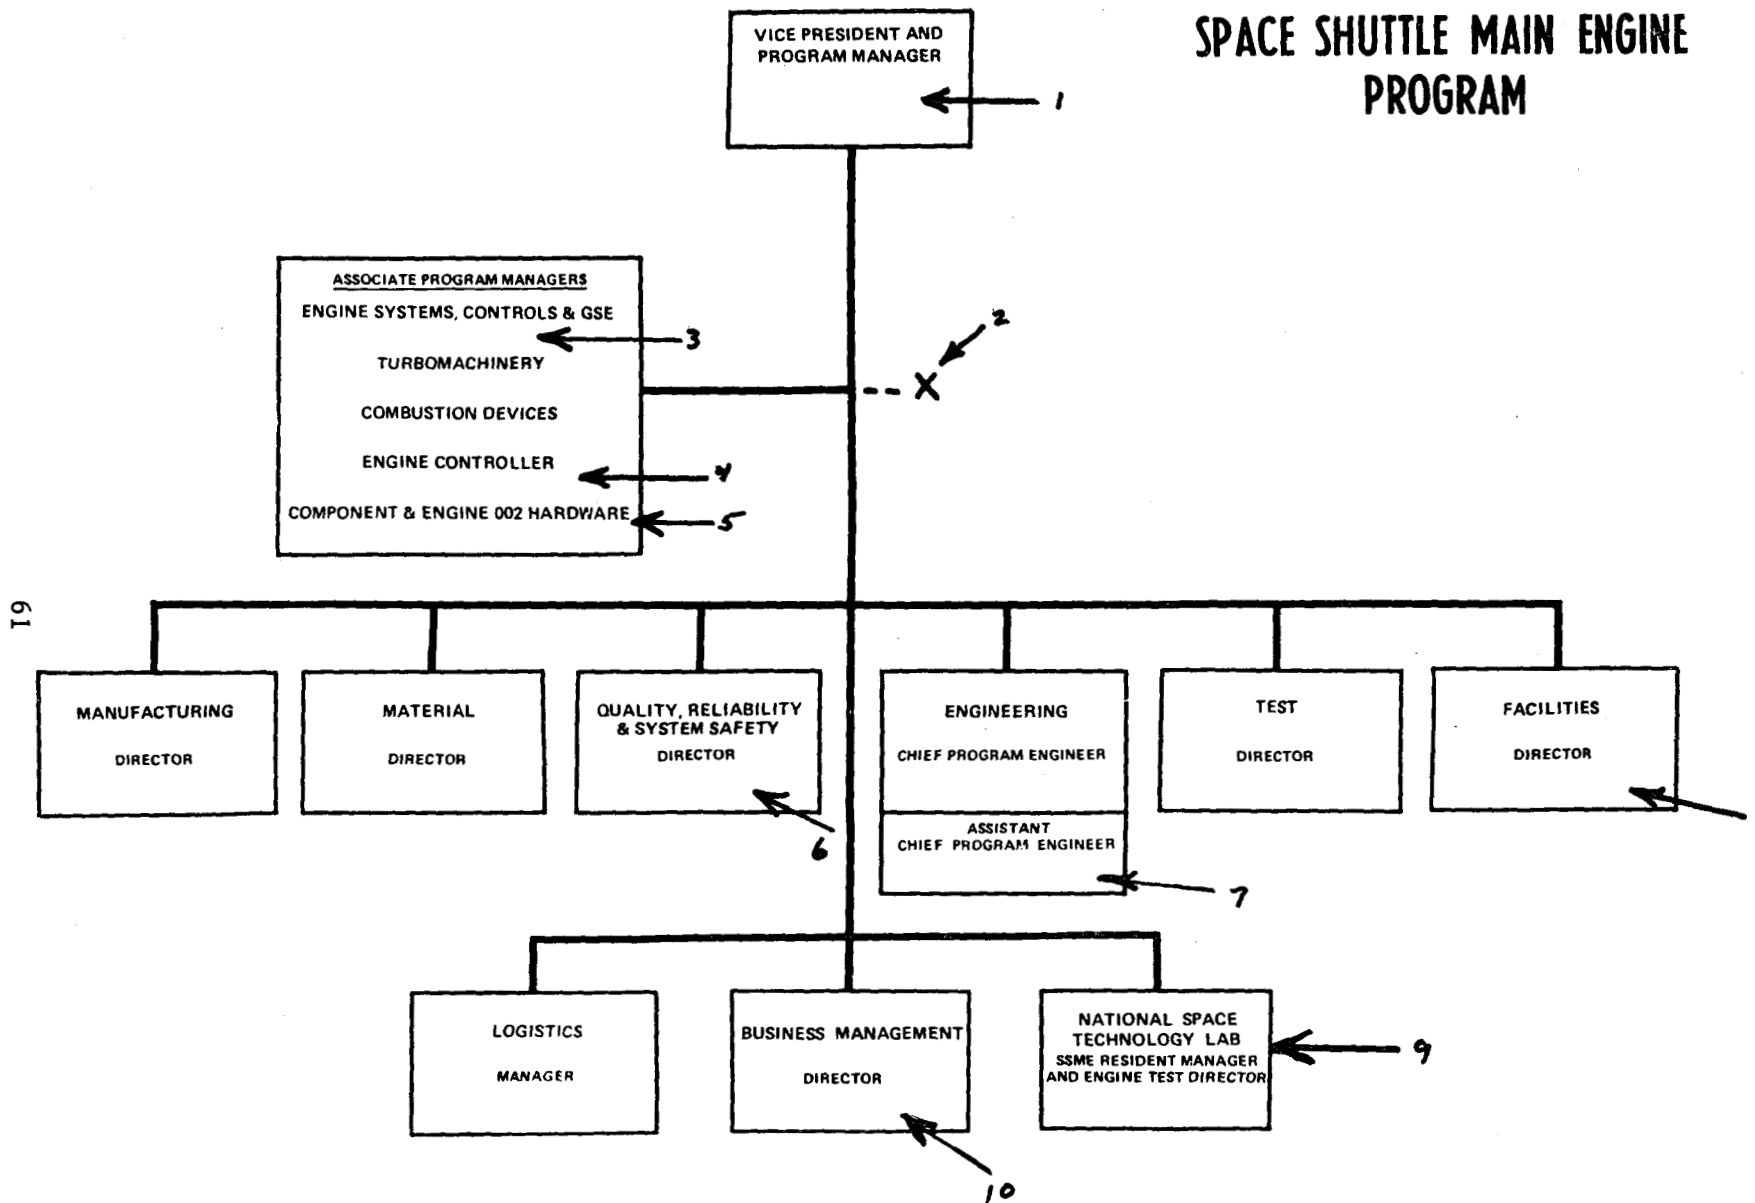 SPACE SHUTTLE MAIN ENGINE
PROGRAM
VICE PRESIDENT AND
PROGRAM MANAGER
1
ASSOCIATE PROGRAM MANAGERS
ENGINE SYSTEMS, CONTROLS & GSE
3
TURBOMACHINERY
COMBUSTION DEVICES
ENGINE CONTROLLER
4
COMPONENT & ENGINE 002 HARDWARE
5
2
X
61
MANUFACTURING
DIRECTOR
MATERIAL
DIRECTOR
QUALITY, RELIABILITY
& SYSTEM SAFETY
DIRECTOR
6
ENGINEERING
CHIEF PROGRAM ENGINEER
ASSISTANT
CHIEF PROGRAM ENGINEER
7
TEST
DIRECTOR
FACILITIES
DIRECTOR
LOGISTICS
MANAGER
BUSINESS MANAGEMENT
DIRECTOR
10
NATIONAL SPACE
TECHNOLOGY LAB
SSME RESIDENT MANAGER
AND ENGINE TEST DIRECTOR
9